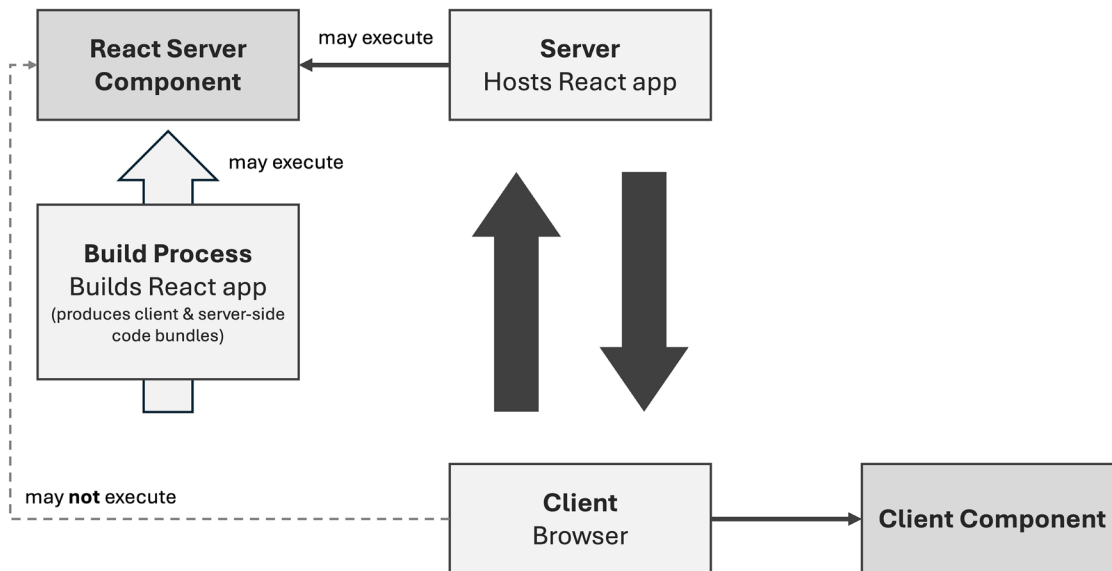 React Server
Component
may execute
Server
Hosts React app
may execute
Build Process
Builds React app
(produces client & server-side
code bundles)
may not execute
Client
Browser
Client Component